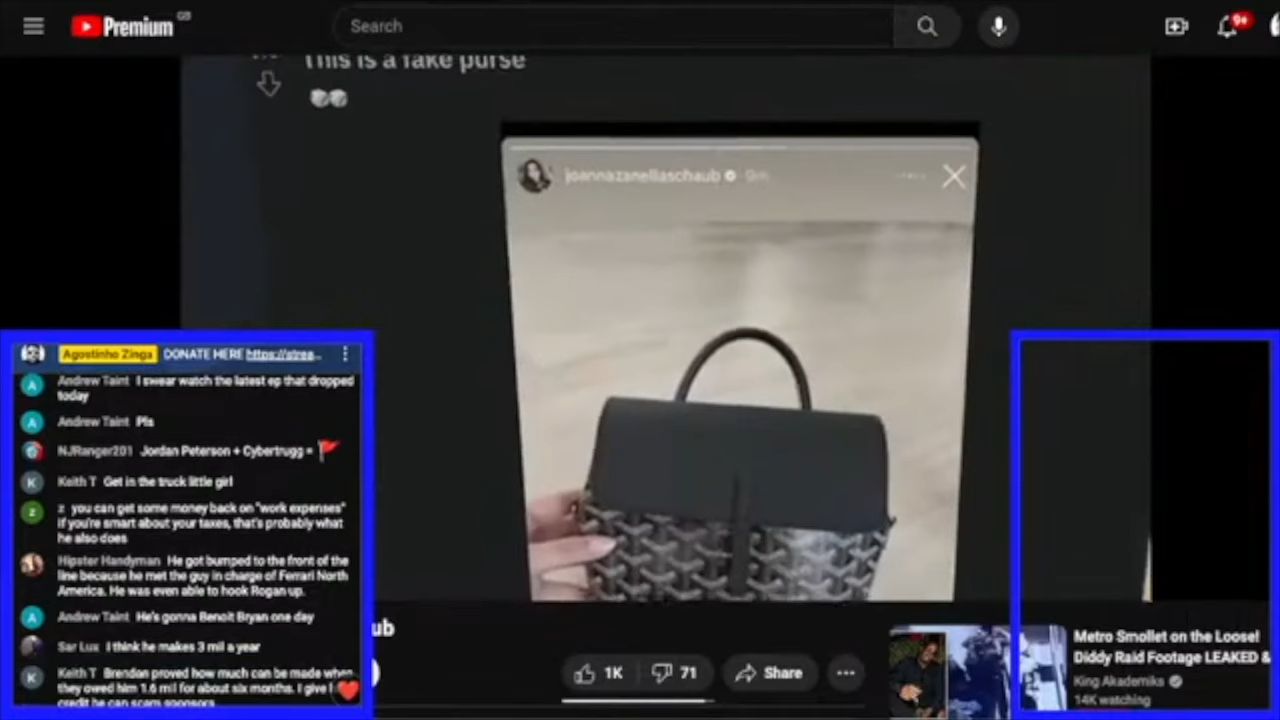 Premium GB
Search
9+
This is a fake purse
joannazanellaschaub 9m
Agostinho Zinga DONATE HERE https://strea...
Andrew Taint I swear watch the latest ep that dropped
today
Andrew Taint Pls
NJRanger201 Jordan Peterson + Cybertrugg =
Keith T Get in the truck little girl
z you can get some money back on "work expenses"
if you're smart about your taxes, that's probably what
he also does
Hipster Handyman He got bumped to the front of the
line because he met the guy in charge of Ferrari North
America. He was even able to hook Rogan up.
Andrew Taint He's gonna Benoit Bryan one day
Sar Lux I think he makes 3 mil a year
Keith T Brendan proved how much can be made when
they owed him 1.6 mil for about six months. I give
credit he can scam sponsors
ub
1K
71
Share
Metro Smollet on the Loose!
Diddy Raid Footage LEAKED &
King Akademiks
14K watching